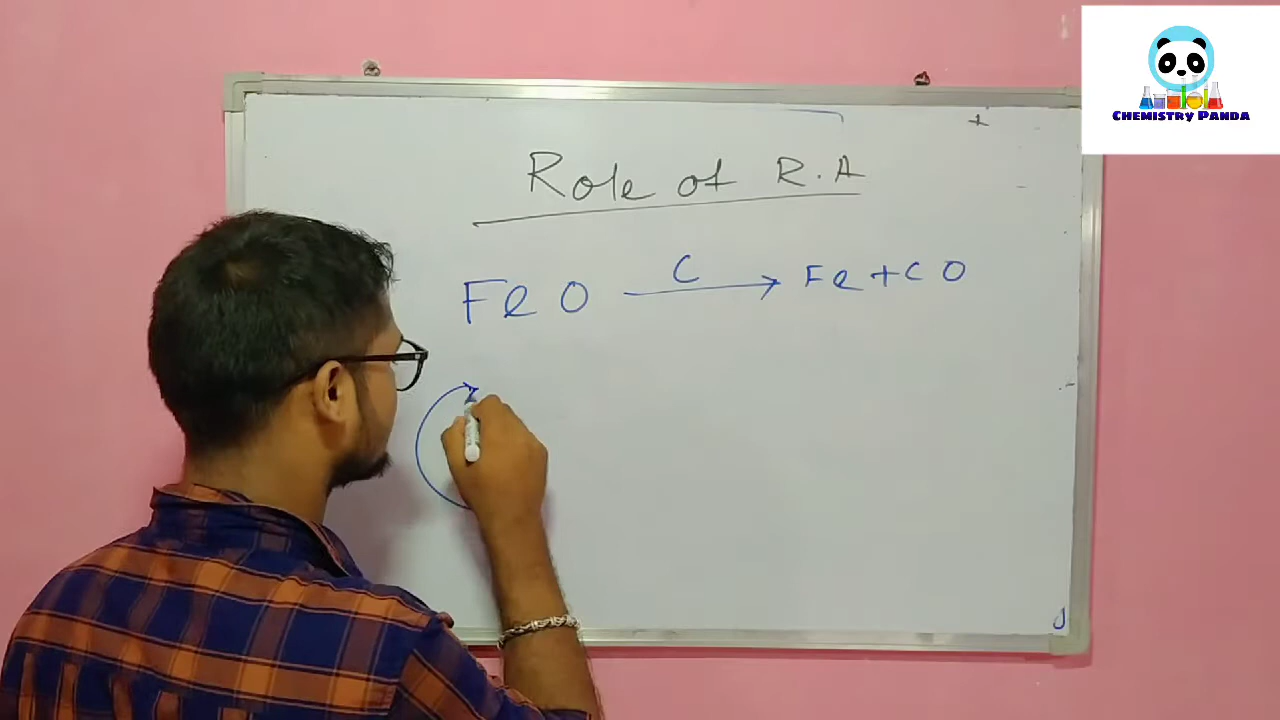 CHEMISTRY PANDA
Role of R.A
FeO C → Fe + CO